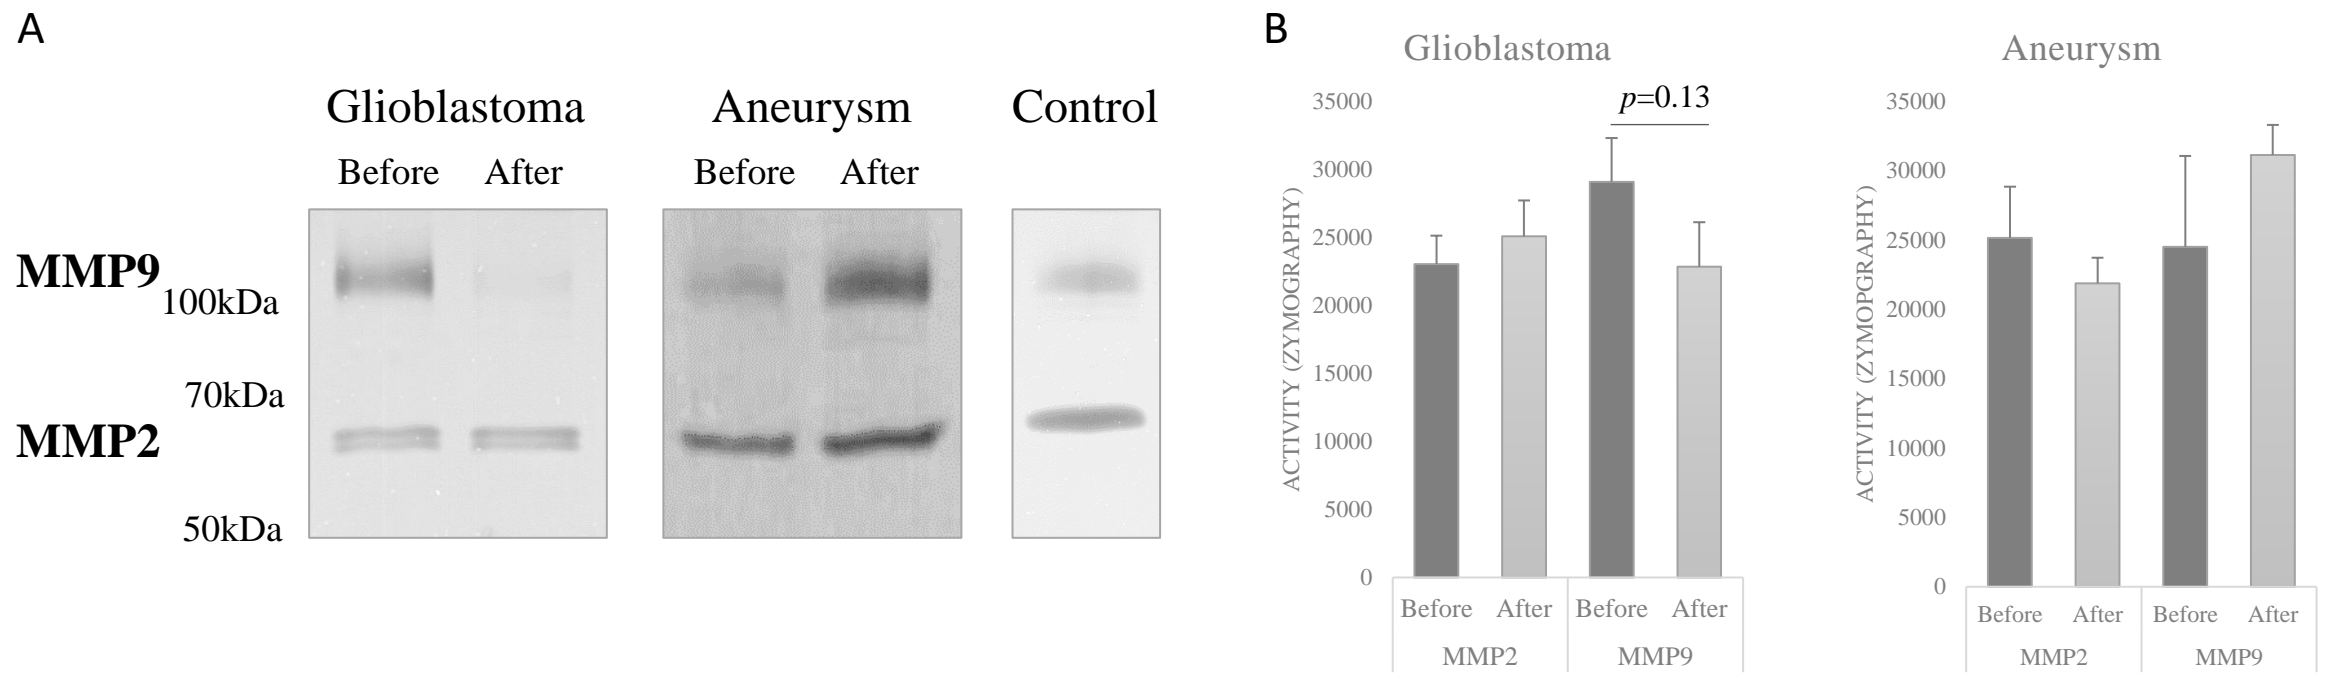 A
Glioblastoma
Before After
Aneurysm
Before After
Control
MMP9
100kDa
70kDa
MMP2
50kDa
B
Glioblastoma
p=0.13
ACTIVITY (ZYMOGRAPHY)
35000
30000
25000
20000
15000
10000
5000
0
Before After Before After
MMP2 MMP9
Aneurysm
ACTIVITY (ZYMOPGRAPHY)
35000
30000
25000
20000
15000
10000
5000
0
Before After Before After
MMP2 MMP9